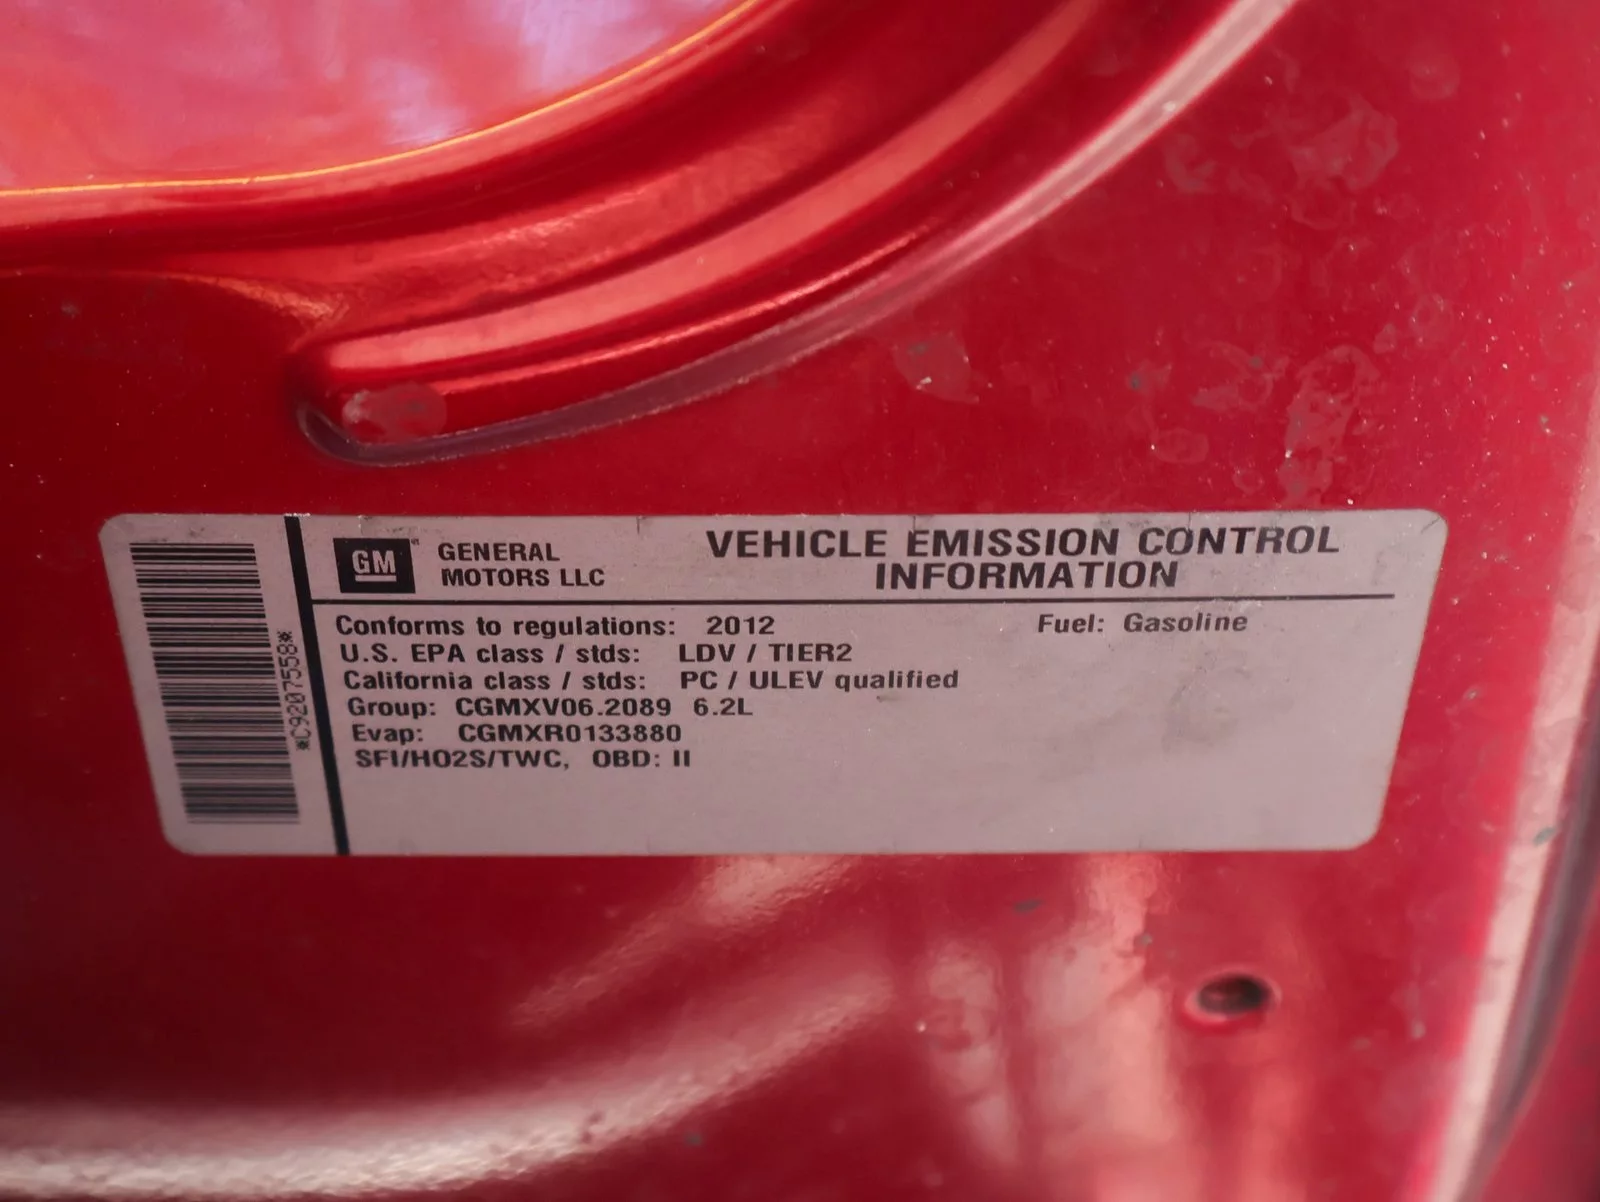 GM GENERAL
MOTORS LLC
VEHICLE EMISSION CONTROL
INFORMATION
Conforms to regulations: 2012 Fuel: Gasoline
U.S. EPA class / stds: LDV / TIER2
California class / stds: PC / ULEV qualified
Group: CGMXV06.2089 6.2L
Evap: CGMXR0133880
SFI/HO2S/TWC, OBD: II
*C9207558*